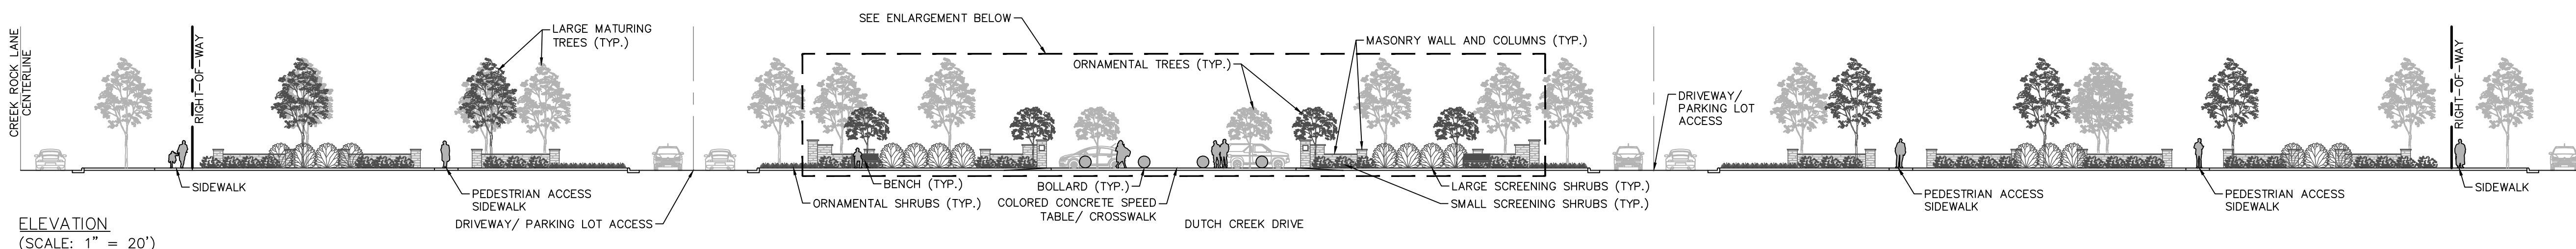 CREEK ROCK LANE
CENTERLINE
RIGHT-OF-WAY
LARGE MATURING
TREES (TYP.)
SEE ENLARGEMENT BELOW
ORNAMENTAL TREES (TYP.)
MASONRY WALL AND COLUMNS (TYP.)
DRIVEWAY/
PARKING LOT
ACCESS
RIGHT-OF-WAY
SIDEWALK
PEDESTRIAN ACCESS
SIDEWALK
DRIVEWAY/ PARKING LOT ACCESS
ORNAMENTAL SHRUBS (TYP.)
BENCH (TYP.)
BOLLARD (TYP.)
COLORED CONCRETE SPEED
TABLE/ CROSSWALK
DUTCH CREEK DRIVE
LARGE SCREENING SHRUBS (TYP.)
SMALL SCREENING SHRUBS (TYP.)
PEDESTRIAN ACCESS
SIDEWALK
PEDESTRIAN ACCESS
SIDEWALK
SIDEWALK
ELEVATION
(SCALE: 1" = 20')